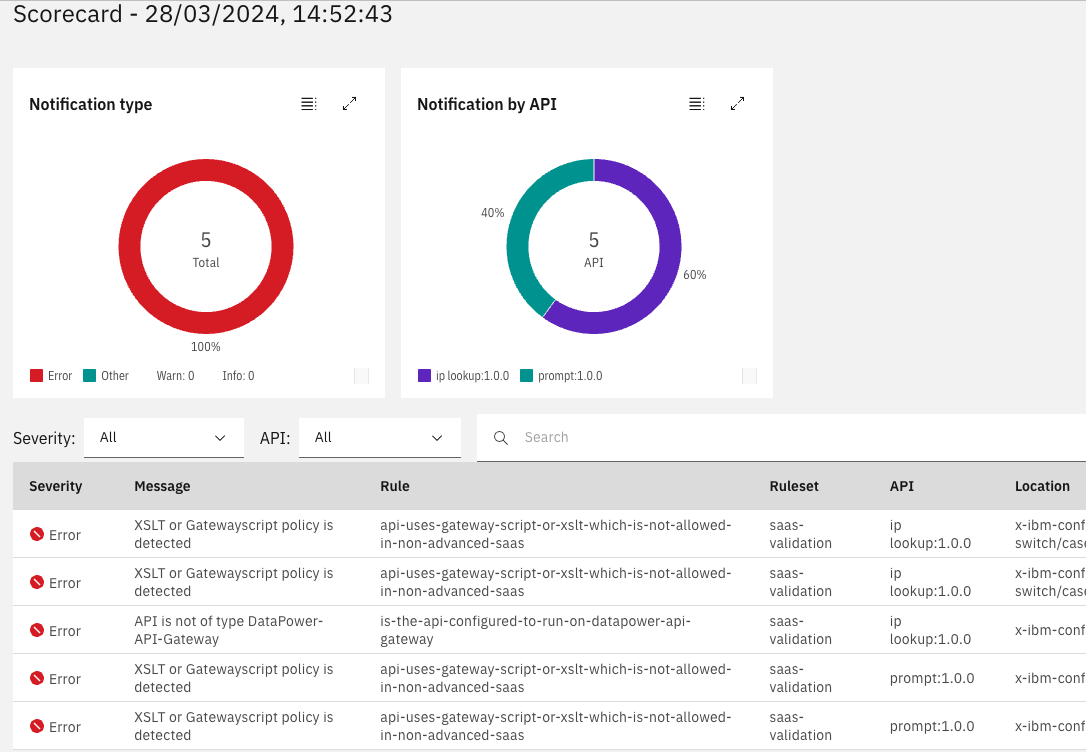 Scorecard - 28/03/2024, 14:52:43
Notification type
Notification by API
5
Total
100%
Error Other Warn: 0 Info: 0
40%
5
API
60%
ip lookup:1.0.0 prompt:1.0.0
Severity: All API: All Search
Severity Message Rule Ruleset API Location
Error XSLT or Gatewayscript policy is detected api-uses-gateway-script-or-xslt-which-is-not-allowed-in-non-advanced-saas saas-validation ip lookup:1.0.0 x-ibm-conf switch/case
Error XSLT or Gatewayscript policy is detected api-uses-gateway-script-or-xslt-which-is-not-allowed-in-non-advanced-saas saas-validation ip lookup:1.0.0 x-ibm-conf switch/case
Error API is not of type DataPower-API-Gateway is-the-api-configured-to-run-on-datapower-api-gateway saas-validation ip lookup:1.0.0 x-ibm-conf
Error XSLT or Gatewayscript policy is detected api-uses-gateway-script-or-xslt-which-is-not-allowed-in-non-advanced-saas saas-validation prompt:1.0.0 x-ibm-conf
Error XSLT or Gatewayscript policy is detected api-uses-gateway-script-or-xslt-which-is-not-allowed-in-non-advanced-saas saas-validation prompt:1.0.0 x-ibm-conf